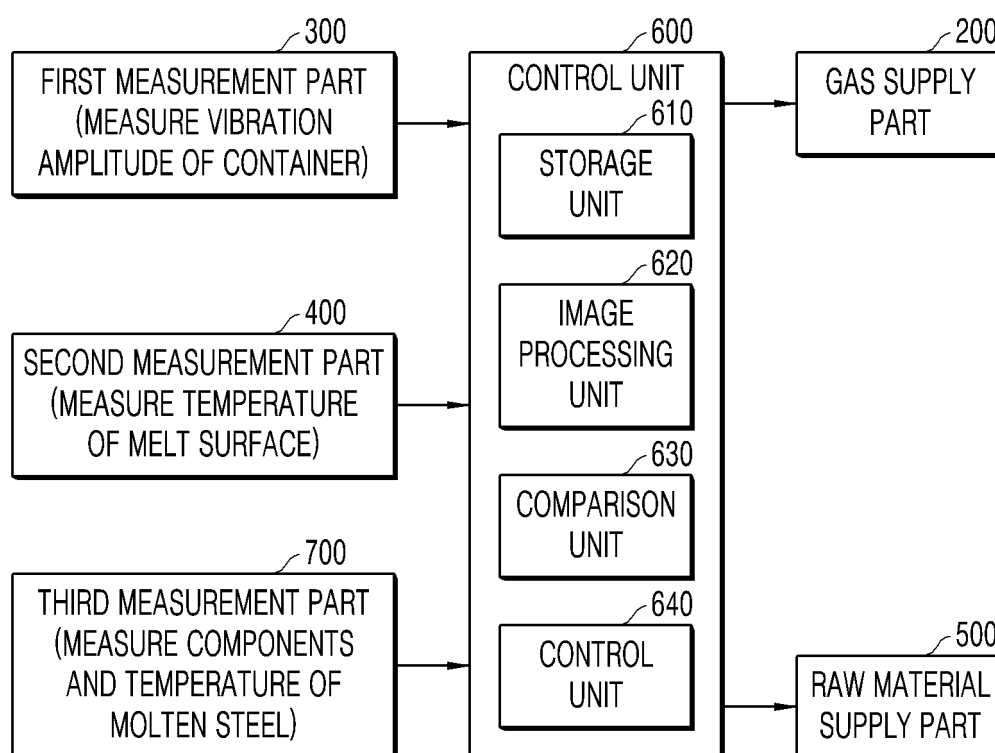 300
FIRST MEASUREMENT PART
(MEASURE VIBRATION
AMPLITUDE OF CONTAINER)
400
SECOND MEASUREMENT PART
(MEASURE TEMPERATURE
OF MELT SURFACE)
700
THIRD MEASUREMENT PART
(MEASURE COMPONENTS
AND TEMPERATURE OF
MOLTEN STEEL)
600
CONTROL UNIT
610
STORAGE
UNIT
620
IMAGE
PROCESSING
UNIT
630
COMPARISON
UNIT
640
CONTROL
UNIT
200
GAS SUPPLY
PART
500
RAW MATERIAL
SUPPLY PART